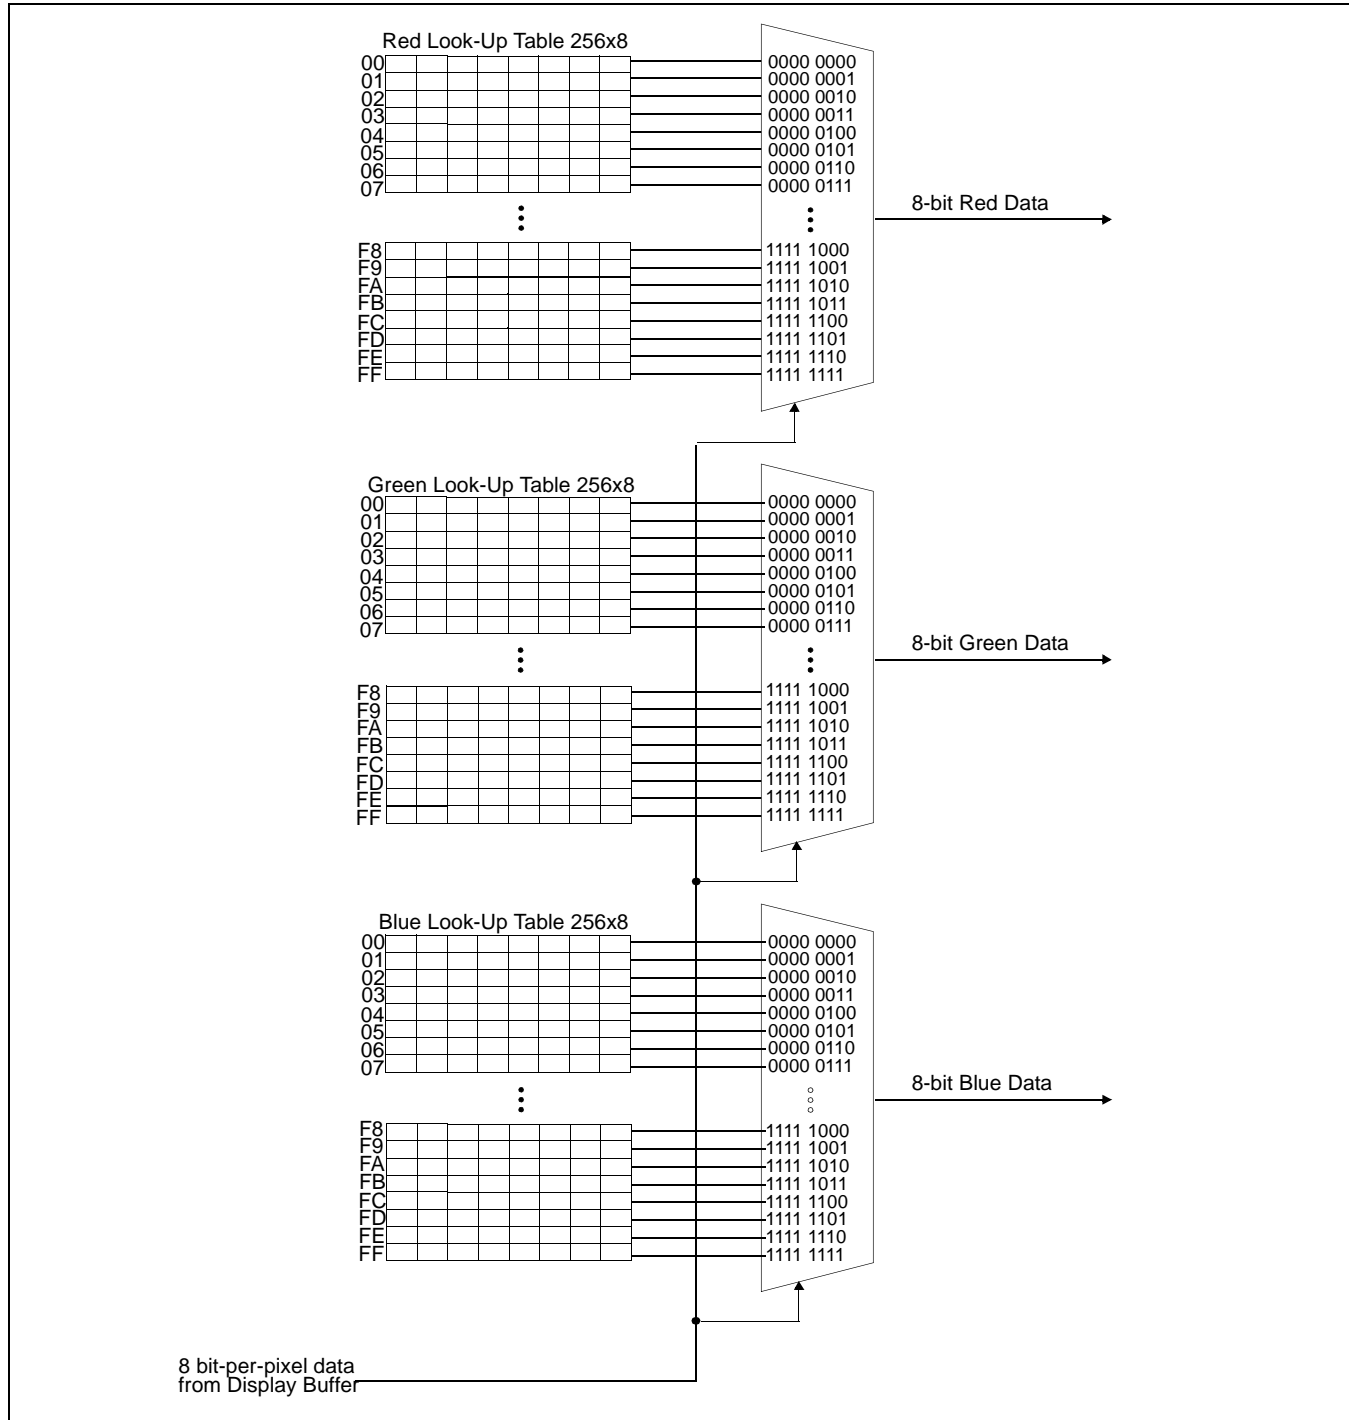 Red Look-Up Table 256x8
00
01
02
03
04
05
06
07
F8
F9
FA
FB
FC
FD
FE
FF
0000 0000
0000 0001
0000 0010
0000 0011
0000 0100
0000 0101
0000 0110
0000 0111
1111 1000
1111 1001
1111 1010
1111 1011
1111 1100
1111 1101
1111 1110
1111 1111
8-bit Red Data
Green Look-Up Table 256x8
00
01
02
03
04
05
06
07
F8
F9
FA
FB
FC
FD
FE
FF
0000 0000
0000 0001
0000 0010
0000 0011
0000 0100
0000 0101
0000 0110
0000 0111
1111 1000
1111 1001
1111 1010
1111 1011
1111 1100
1111 1101
1111 1110
1111 1111
8-bit Green Data
Blue Look-Up Table 256x8
00
01
02
03
04
05
06
07
F8
F9
FA
FB
FC
FD
FE
FF
0000 0000
0000 0001
0000 0010
0000 0011
0000 0100
0000 0101
0000 0110
0000 0111
1111 1000
1111 1001
1111 1010
1111 1011
1111 1100
1111 1101
1111 1110
1111 1111
8-bit Blue Data
8 bit-per-pixel data
from Display Buffer